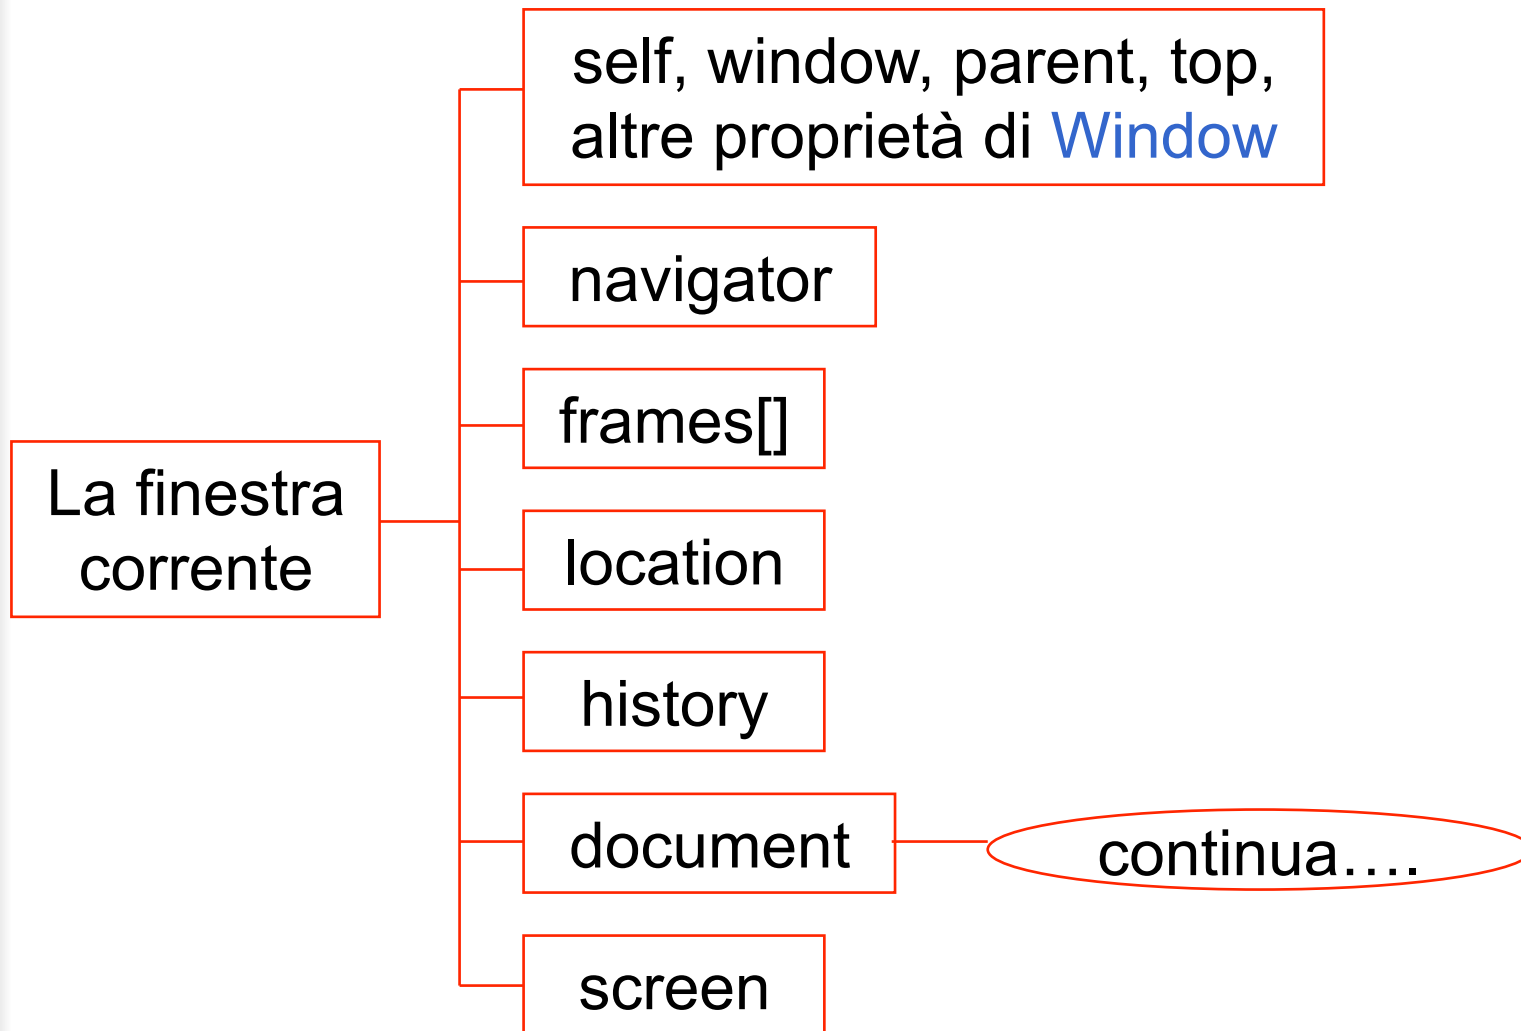 self, window, parent, top,
altre proprietà di Window
navigator
frames[]
La finestra
corrente
location
history
document
continua....
screen